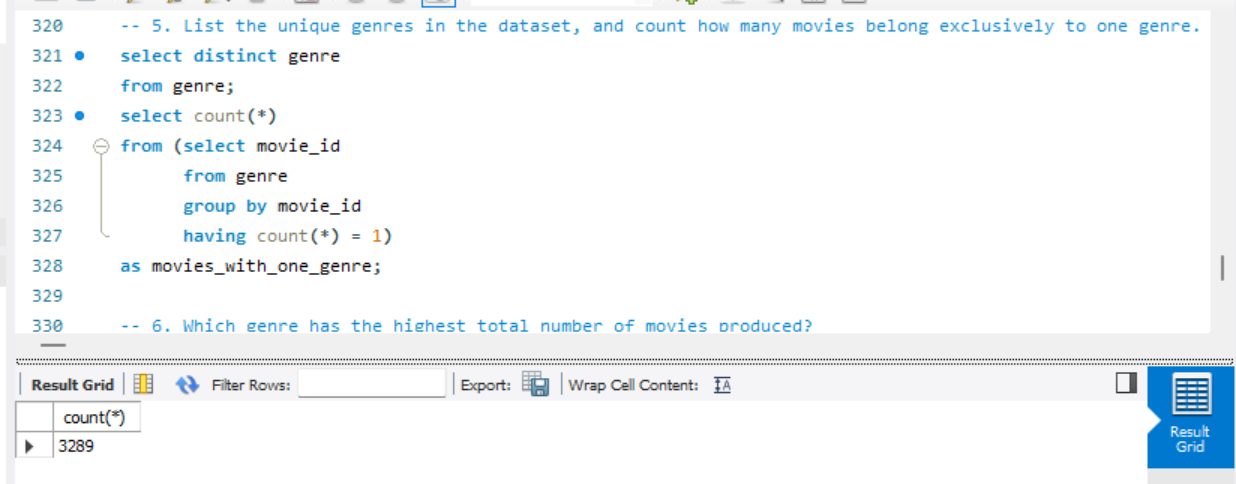 320 -- 5. List the unique genres in the dataset, and count how many movies belong exclusively to one genre.
321 select distinct genre
322 from genre;
323 select count(*)
324 from (select movie_id
325 from genre
326 group by movie_id
327 having count(*) = 1)
328 as movies_with_one_genre;
329
330 -- 6. Which genre has the highest total number of movies produced?
Result Grid Filter Rows: Export: Wrap Cell Content:
count(*)
3289
Result
Grid